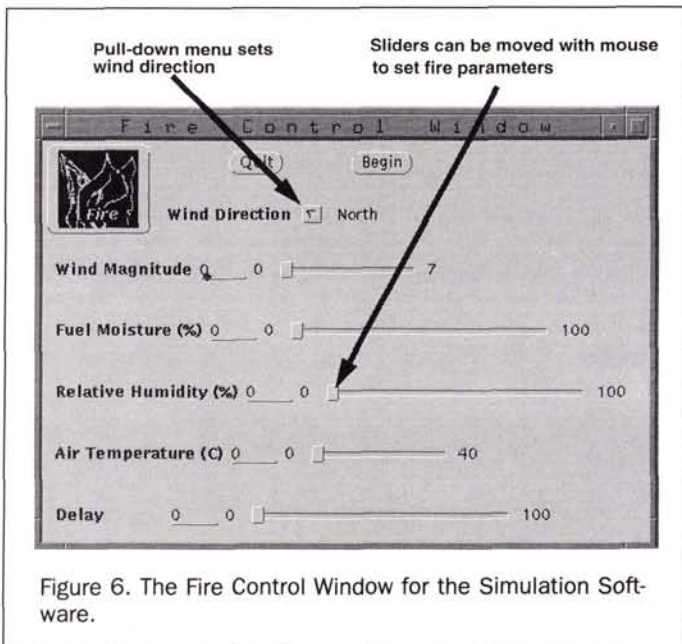 Pull-down menu sets
wind direction
Sliders can be moved with mouse
to set fire parameters
Fire Control Window
Quit Begin
Fire
Wind Direction North
Wind Magnitude 0 0 7
Fuel Moisture (%) 0 0 100
Relative Humidity (%) 0 0 100
Air Temperature (C) 0 0 40
Delay 0 0 100
Figure 6. The Fire Control Window for the Simulation Soft-
ware.